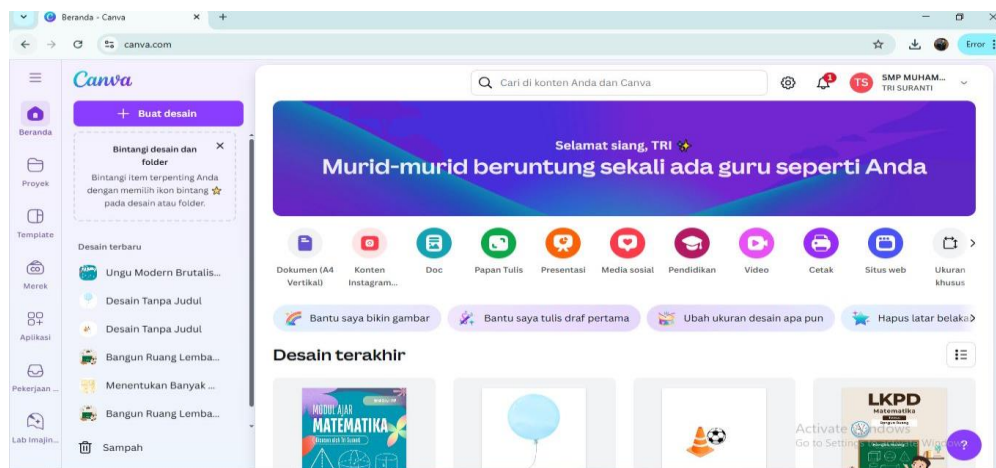 Beranda - Canva
canva.com
Error
Canva
Cari di konten Anda dan Canva
1
TS
SMP MUHAM...
TRI SURANTI
Beranda
Proyek
Template
Merek
Aplikasi
Pekerjaan ...
Lab Imajin...
+ Buat desain
Bintangi desain dan
folder
Bintangi item terpenting Anda
dengan memilih ikon bintang
pada desain atau folder.
Desain terbaru
Ungu Modern Brutalis...
Desain Tanpa Judul
Desain Tanpa Judul
Bangun Ruang Lemba...
Menentukan Banyak ...
Bangun Ruang Lemba...
Sampah
Selamat siang, TRI
Murid-murid beruntung sekali ada guru seperti Anda
Dokumen (A4
Vertikal)
Konten
Instagram...
Doc
Papan Tulis
Presentasi
Media sosial
Pendidikan
Video
Cetak
Situs web
Ukuran
khusus
Bantu saya bikin gambar
Bantu saya tulis draf pertama
Ubah ukuran desain apa pun
Hapus latar belaka
Desain terakhir
MODUL AJAR
MATEMATIKA
LKPD
Matematika
Bangun Ruang
Activate Windows
Go to Settings
?